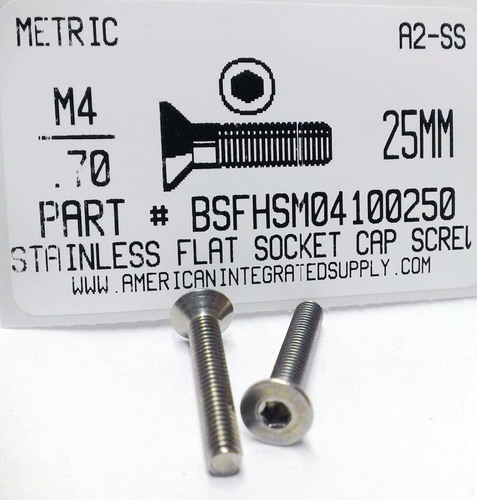 METRIC A2-SS
M4
.70
25MM
PART # BSFHSM04100250
STAINLESS FLAT SOCKET CAP SCREW
WWW.AMERICANINTEGRATEDSUPPLY.COM